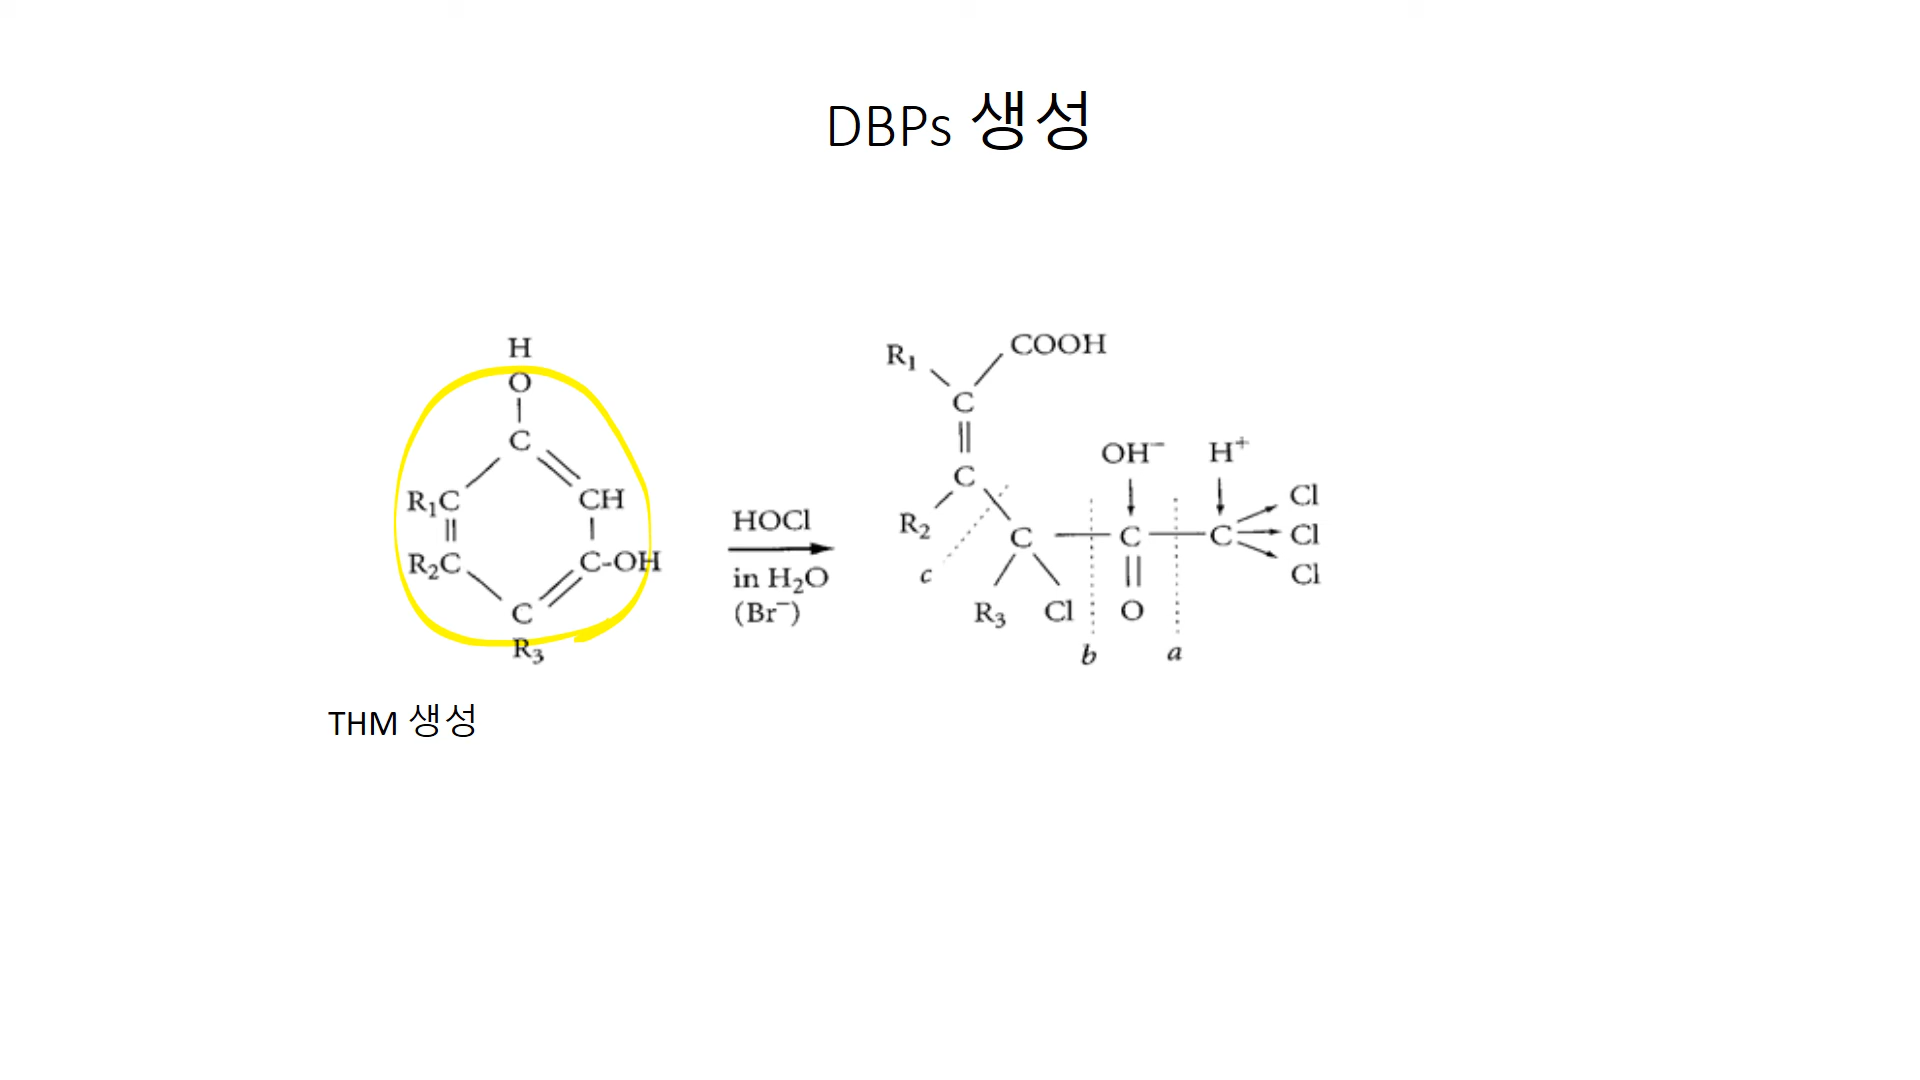 DBPs 생성
H
O
C
R₁C
CH
R₂C
C-OH
C
R₃
HOCl
in H₂O
(Br⁻)
R₁
COOH
C
C
R₂
c
C
R₃
Cl
OH⁻
H⁺
C
O
C
Cl
Cl
Cl
b
a
THM 생성